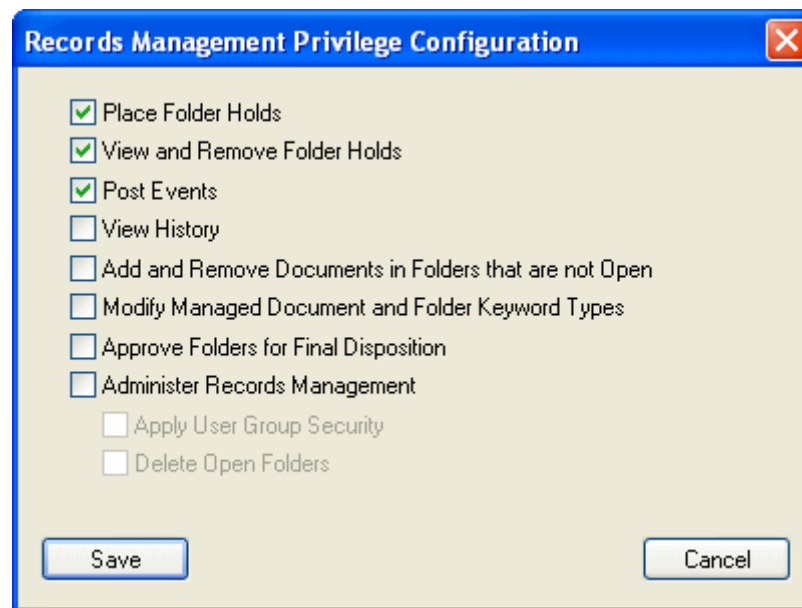 Records Management Privilege Configuration
Place Folder Holds
View and Remove Folder Holds
Post Events
View History
Add and Remove Documents in Folders that are not Open
Modify Managed Document and Folder Keyword Types
Approve Folders for Final Disposition
Administer Records Management
Apply User Group Security
Delete Open Folders
Save
Cancel